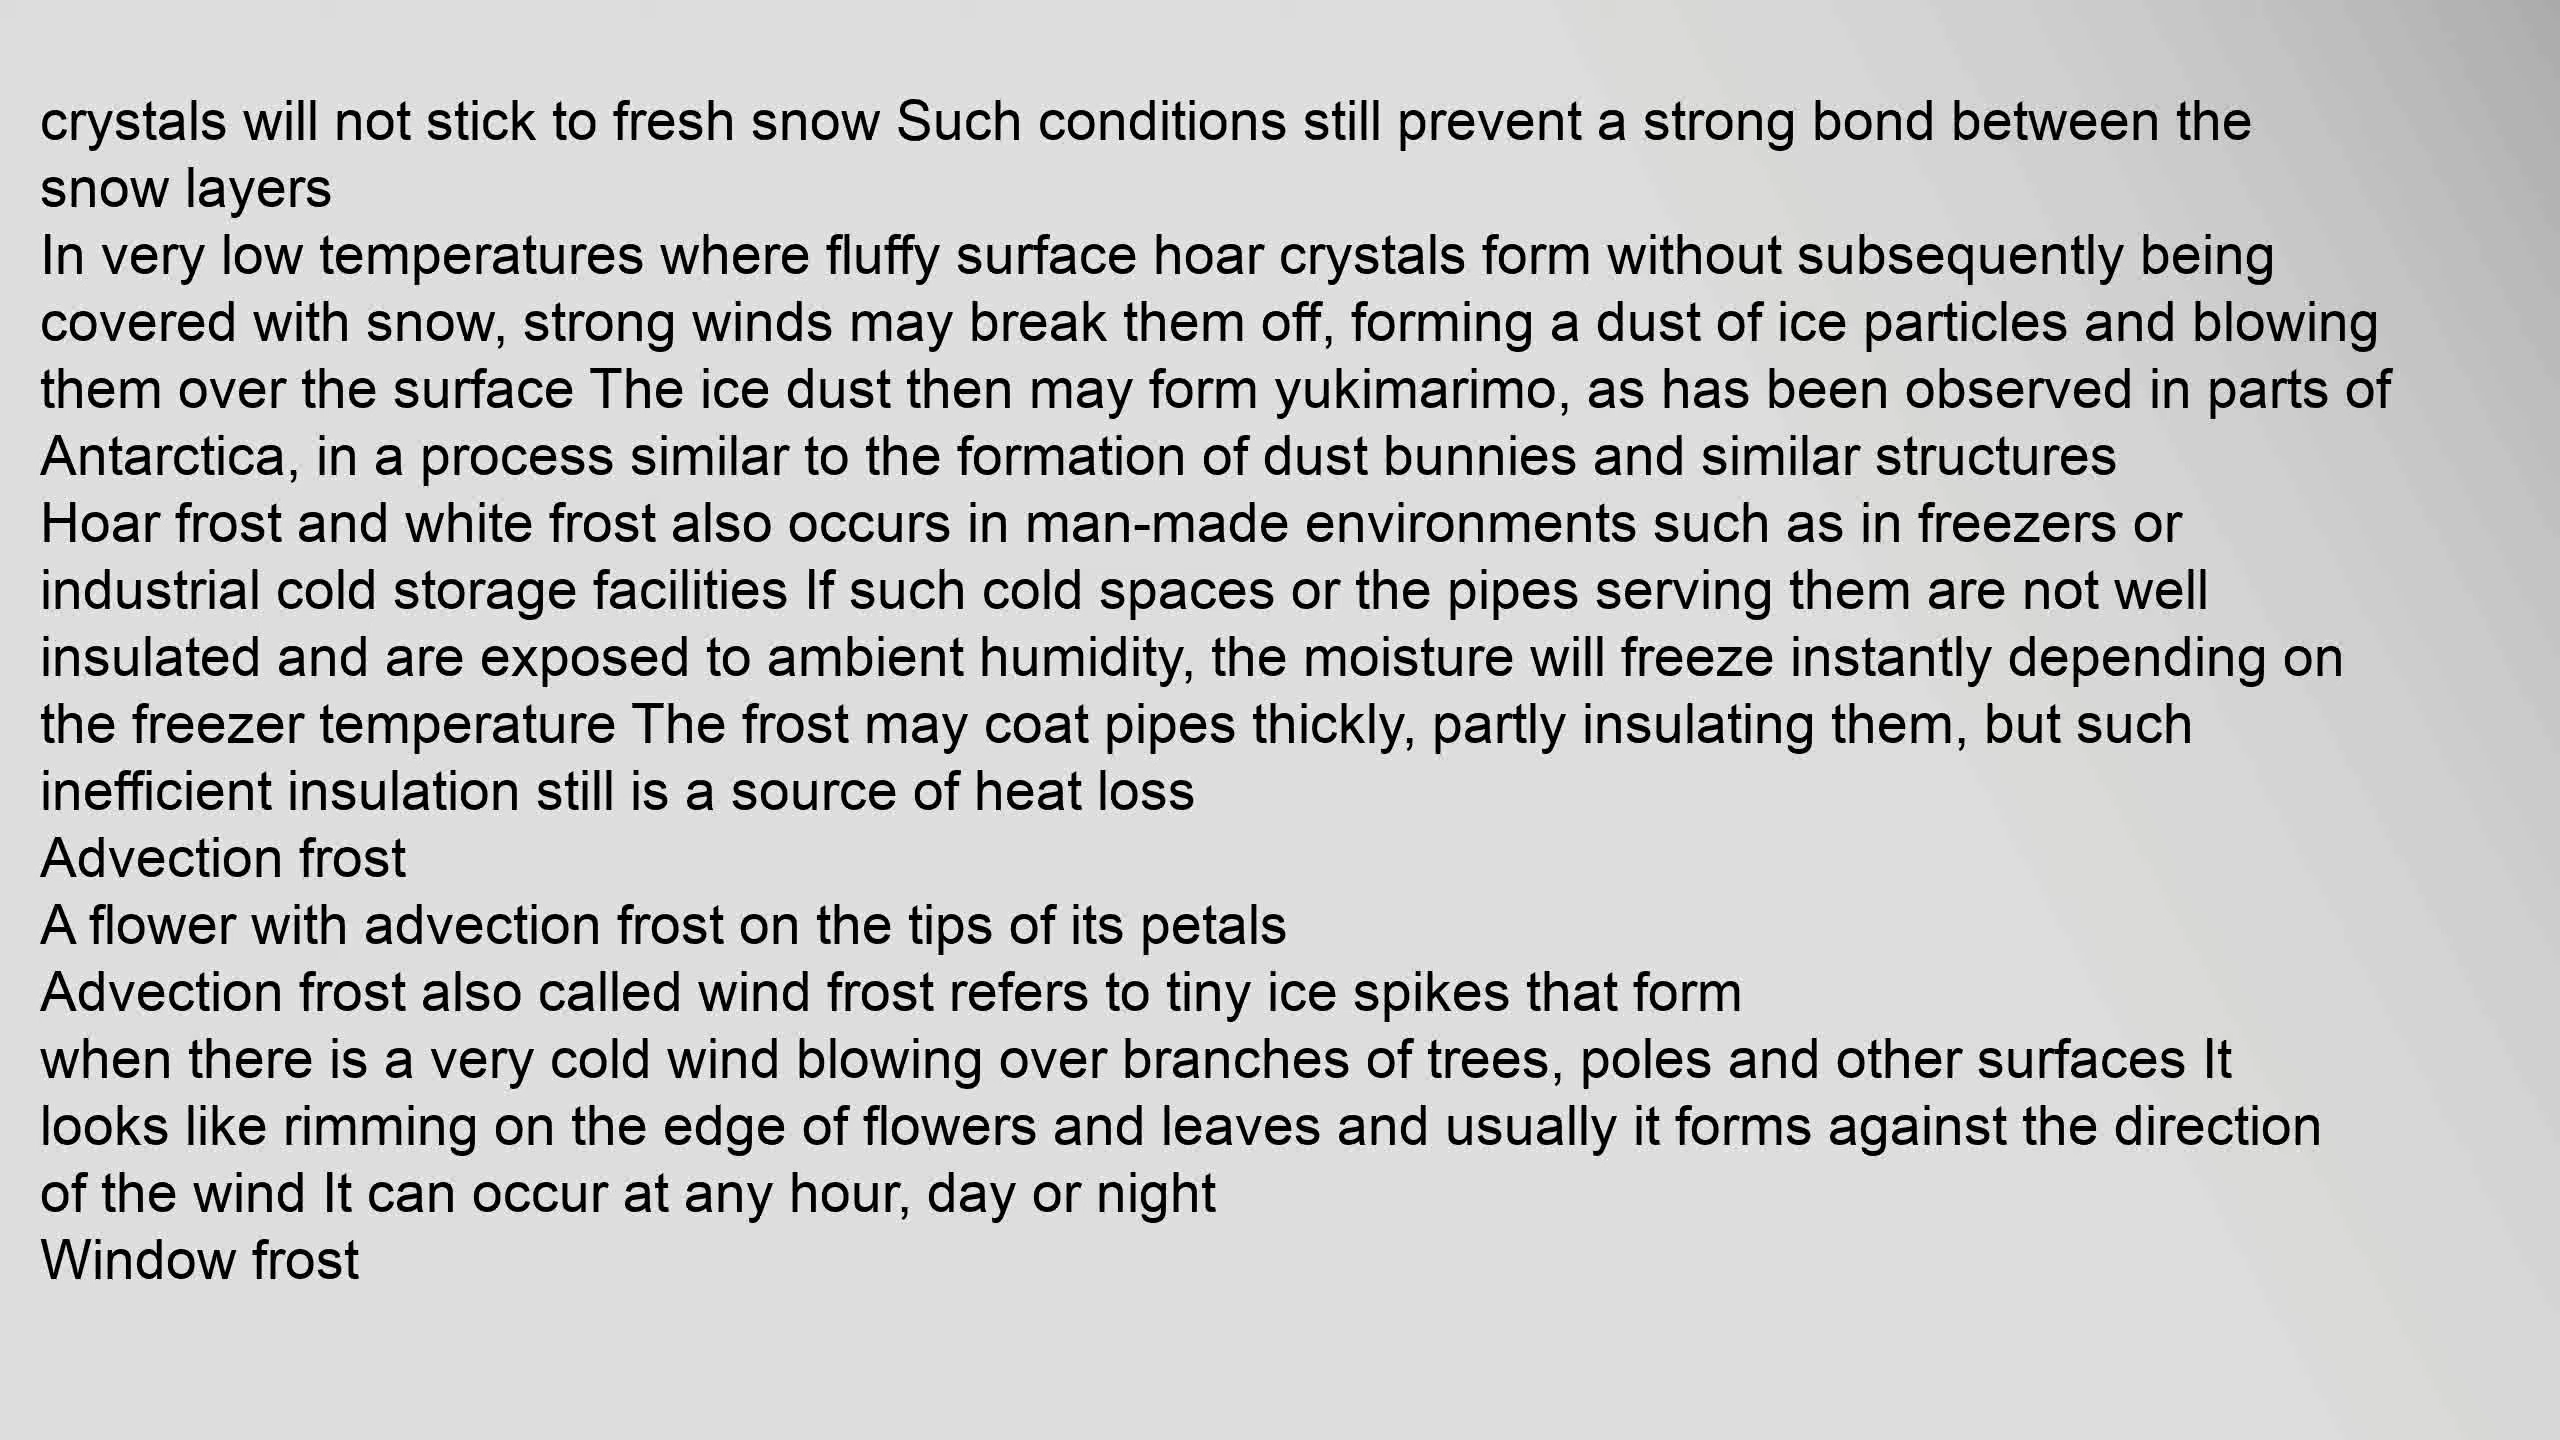 crystals will not stick to fresh snow Such conditions still prevent a strong bond between the
snow layers
In very low temperatures where fluffy surface hoar crystals form without subsequently being
covered with snow, strong winds may break them off, forming a dust of ice particles and blowing
them over the surface The ice dust then may form yukimarimo, as has been observed in parts of
Antarctica, in a process similar to the formation of dust bunnies and similar structures
Hoar frost and white frost also occurs in man-made environments such as in freezers or
industrial cold storage facilities If such cold spaces or the pipes serving them are not well
insulated and are exposed to ambient humidity, the moisture will freeze instantly depending on
the freezer temperature The frost may coat pipes thickly, partly insulating them, but such
inefficient insulation still is a source of heat loss
Advection frost
A flower with advection frost on the tips of its petals
Advection frost also called wind frost refers to tiny ice spikes that form
when there is a very cold wind blowing over branches of trees, poles and other surfaces It
looks like rimming on the edge of flowers and leaves and usually it forms against the direction
of the wind It can occur at any hour, day or night
Window frost